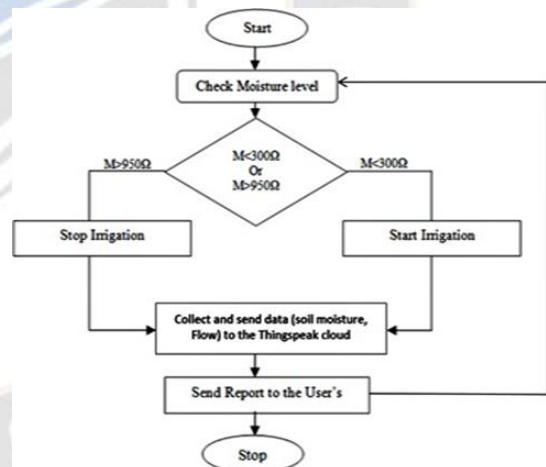 Start
Check Moisture level
M<300Ω
Or
M>950Ω
M>950Ω
M<300Ω
Stop Irrigation
Start Irrigation
Collect and send data (soil moisture,
Flow) to the Thingspeak cloud
Send Report to the User's
Stop